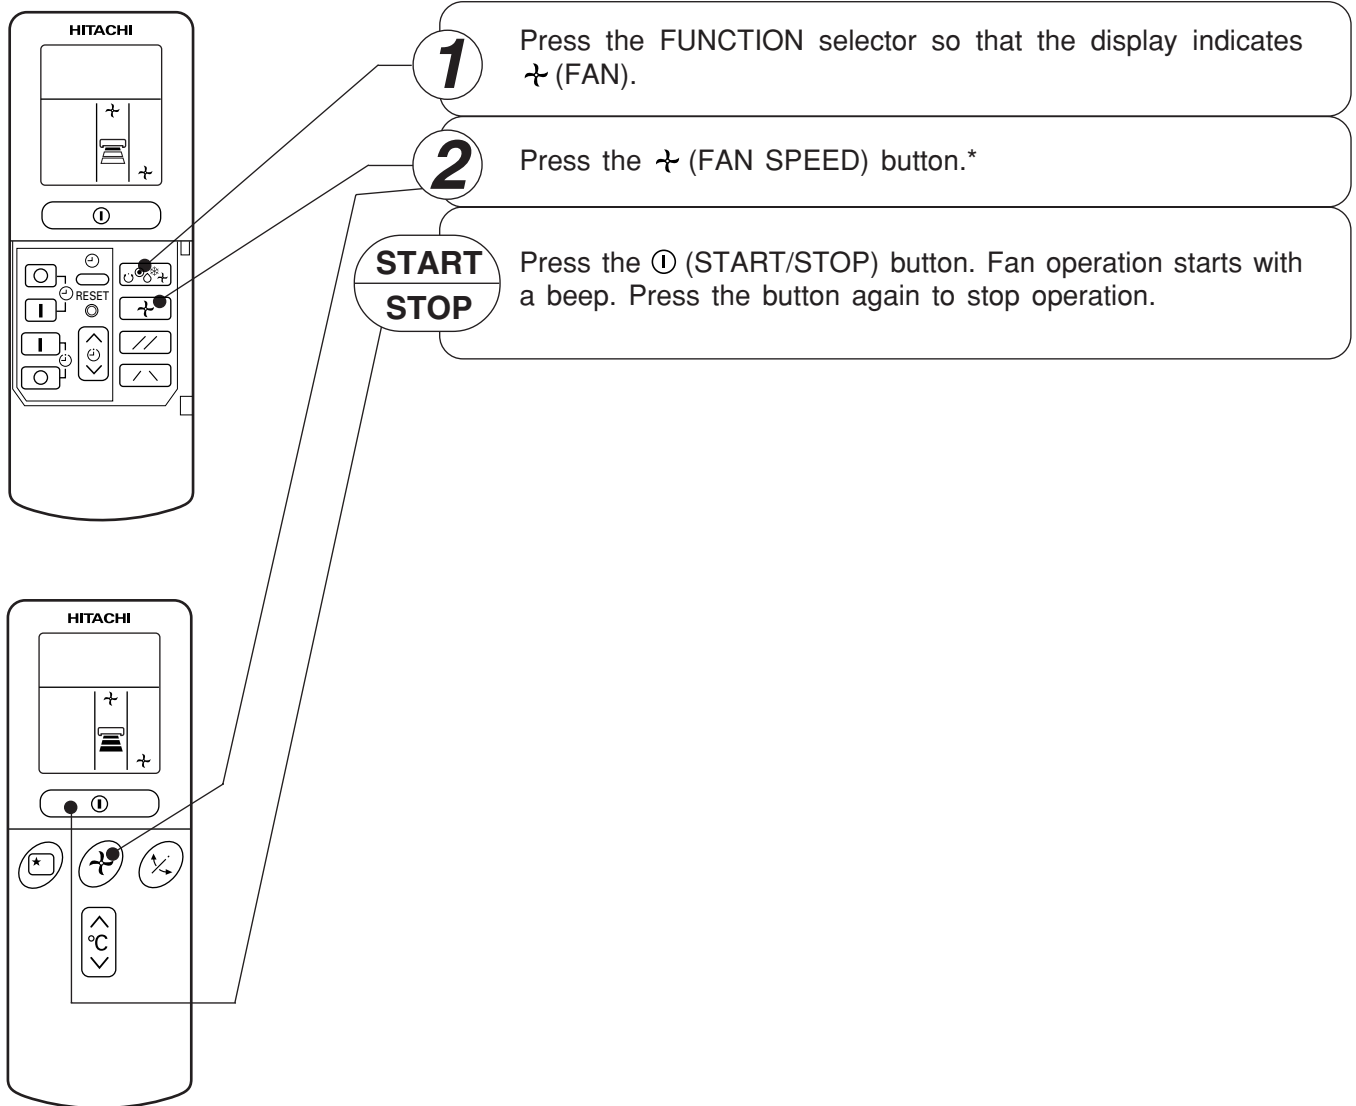 HITACHI
RESET
1
Press the FUNCTION selector so that the display indicates
(FAN).
2
Press the (FAN SPEED) button.*
START
STOP
Press the (START/STOP) button. Fan operation starts with
a beep. Press the button again to stop operation.
HITACHI
°C